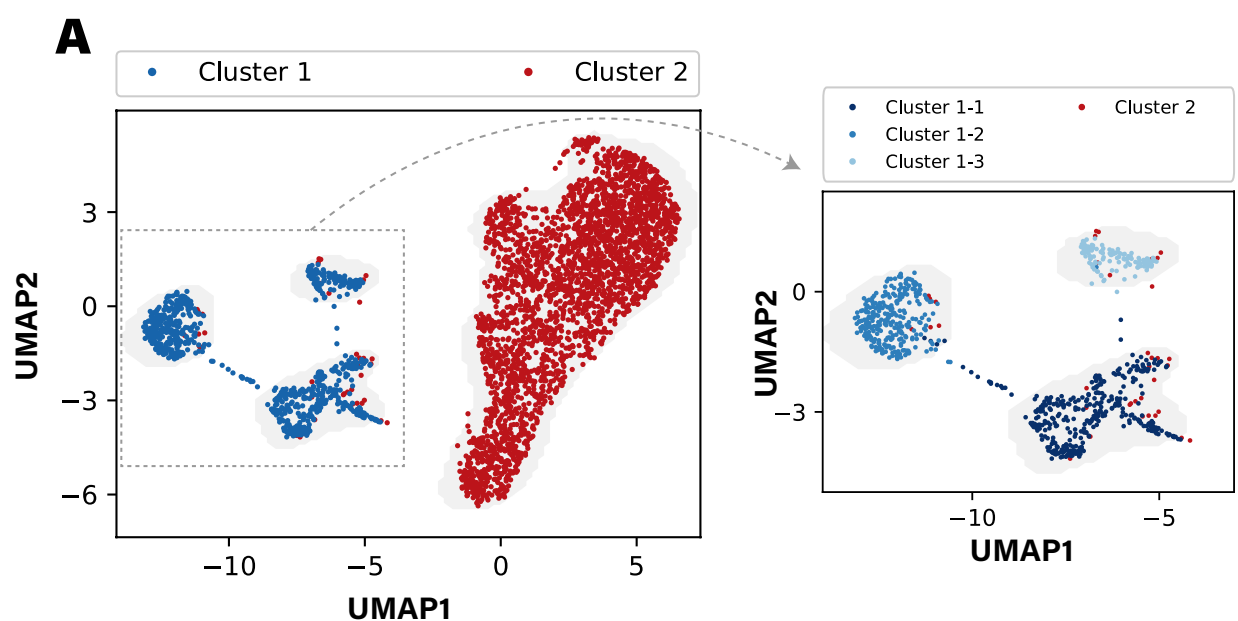 A
Cluster 1 Cluster 2
3
0
−3
−6
−10 −5 0 5
UMAP2
UMAP1
Cluster 1-1 Cluster 2
Cluster 1-2
Cluster 1-3
0
−3
−10 −5
UMAP2
UMAP1